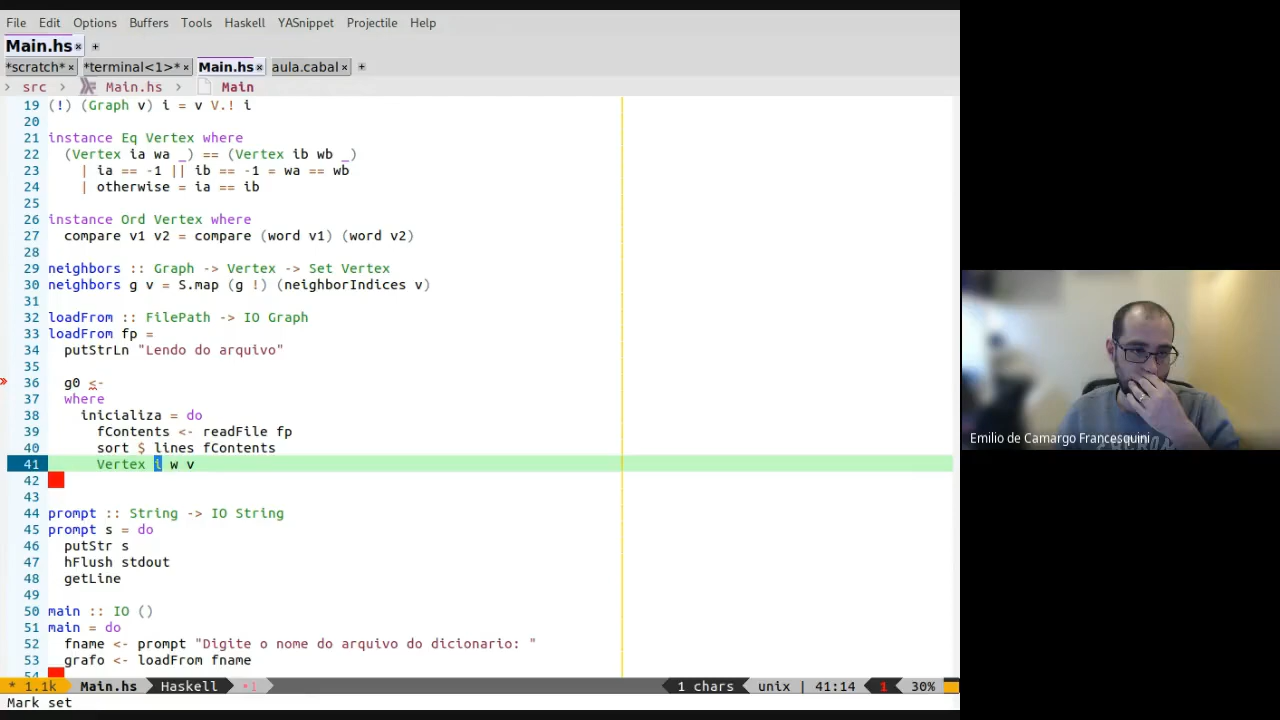 File Edit Options Buffers Tools Haskell YASnippet Projectile Help
Main.hs × +
*scratch* × *terminal<1>* × Main.hs × aula.cabal × +
> src > Main.hs > Main
19 (!) (Graph v) i = v V.! i
20
21 instance Eq Vertex where
22   (Vertex ia wa _) == (Vertex ib wb _)
23     | ia == -1 || ib == -1 = wa == wb
24     | otherwise = ia == ib
25
26 instance Ord Vertex where
27   compare v1 v2 = compare (word v1) (word v2)
28
29 neighbors :: Graph -> Vertex -> Set Vertex
30 neighbors g v = S.map (g !) (neighborIndices v)
31
32 loadFrom :: FilePath -> IO Graph
33 loadFrom fp =
34   putStrLn "Lendo do arquivo"
35
» 36   g0 <-
37   where
38     inicializa = do
39       fContents <- readFile fp
40       sort $ lines fContents
41       Vertex i w v
42
43
44 prompt :: String -> IO String
45 prompt s = do
46   putStr s
47   hFlush stdout
48   getLine
49
50 main :: IO ()
51 main = do
52   fname <- prompt "Digite o nome do arquivo do dicionario: "
53   grafo <- loadFrom fname
54
* 1.1k Main.hs Haskell •1 1 chars unix | 41:14 1 30%
Mark set
Emilio de Camargo Francesquini